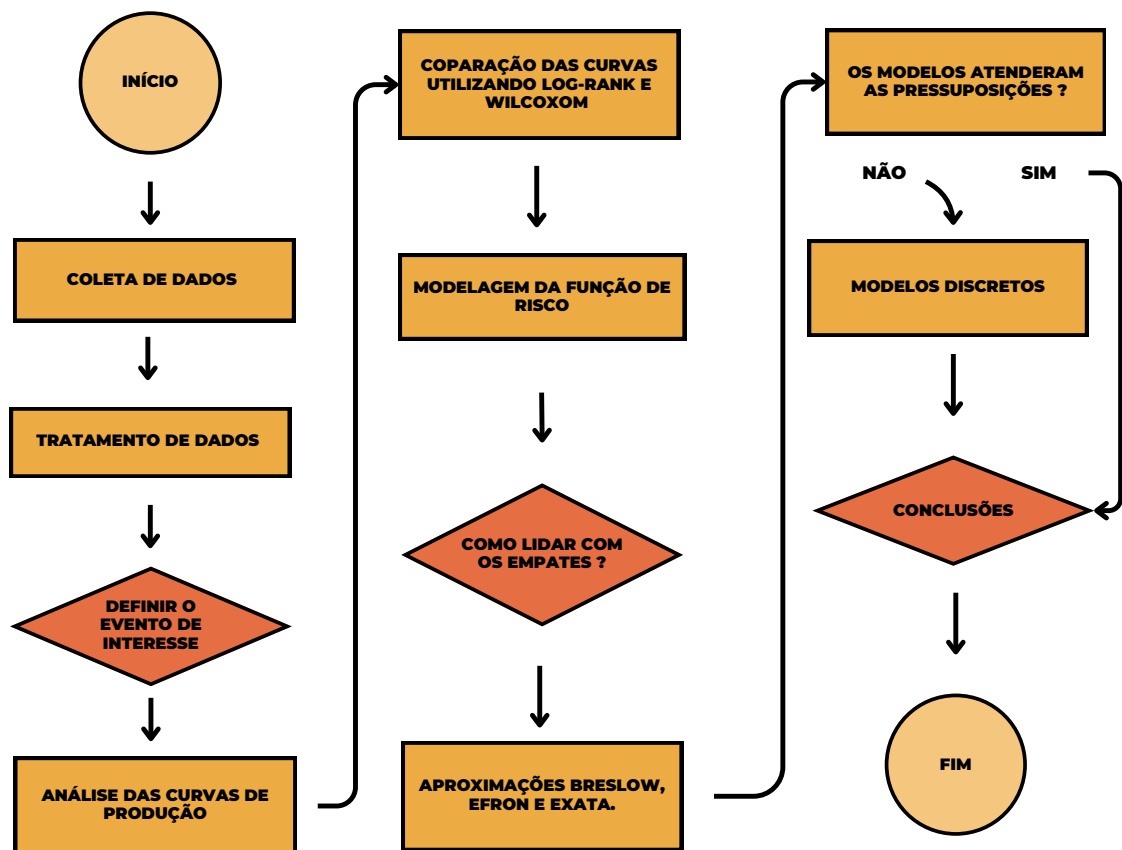 INÍCIO
COLETA DE DADOS
TRATAMENTO DE DADOS
DEFINIR O
EVENTO DE
INTERESSE
ANÁLISE DAS CURVAS DE
PRODUÇÃO
COPARAÇÃO DAS CURVAS
UTILIZANDO LOG-RANK E
WILCOXOM
MODELAGEM DA FUNÇÃO DE
RISCO
COMO LIDAR COM
OS EMPATES ?
APROXIMAÇÕES BRESLOW,
EFRON E EXATA.
OS MODELOS ATENDERAM
AS PRESSUPOSIÇÕES ?
NÃO
SIM
MODELOS DISCRETOS
CONCLUSÕES
FIM